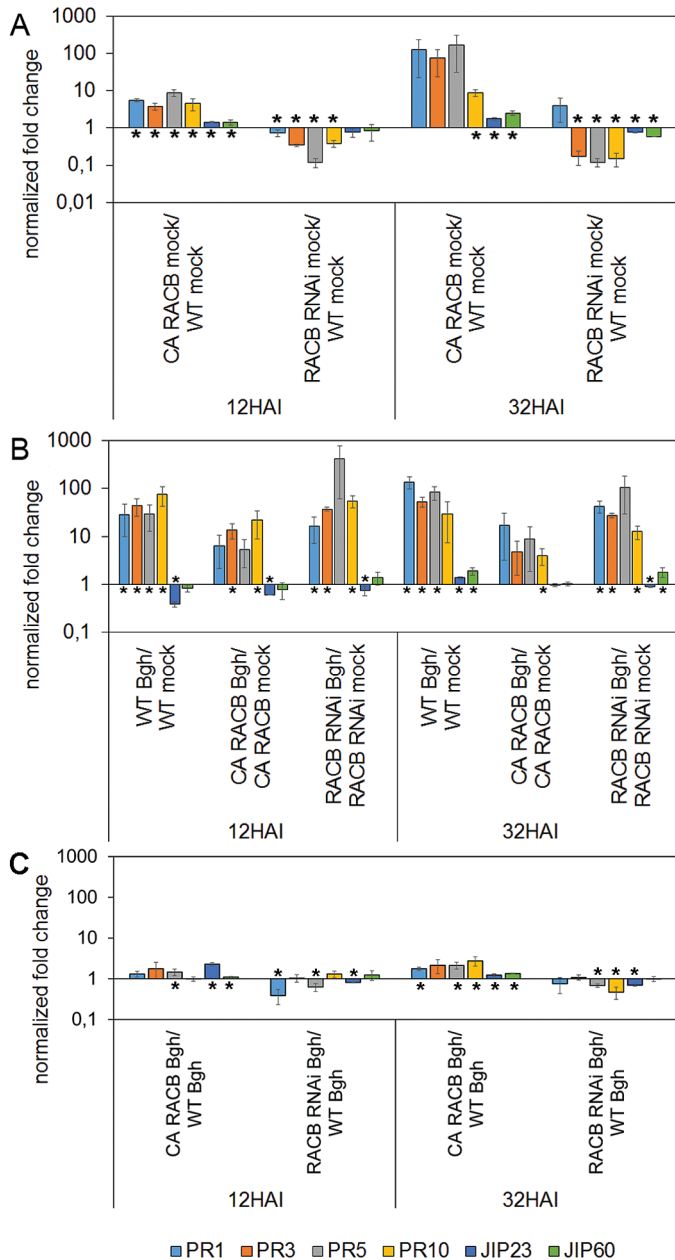 A
normalized fold change
1000
100
10
1
0,1
0,01
* * * * * *
* * * *
* * *
* * * * *
CA RACB mock/
WT mock
RACB RNAi mock/
WT mock
CA RACB mock/
WT mock
RACB RNAi mock/
WT mock
12HAI
32HAI
B
normalized fold change
1000
100
10
1
0,1
* * * * *
* * *
* * * *
* * * * * *
*
* * * * *
WT Bgh/
WT mock
CA RACB Bgh/
CA RACB mock
RACB RNAi Bgh/
RACB RNAi mock
WT Bgh/
WT mock
CA RACB Bgh/
CA RACB mock
RACB RNAi Bgh/
RACB RNAi mock
12HAI
32HAI
C
normalized fold change
1000
100
10
1
0,1
* * *
* * *
* * * * *
* * *
CA RACB Bgh/
WT Bgh
RACB RNAi Bgh/
WT Bgh
CA RACB Bgh/
WT Bgh
RACB RNAi Bgh/
WT Bgh
12HAI
32HAI
PR1 PR3 PR5 PR10 JIP23 JIP60